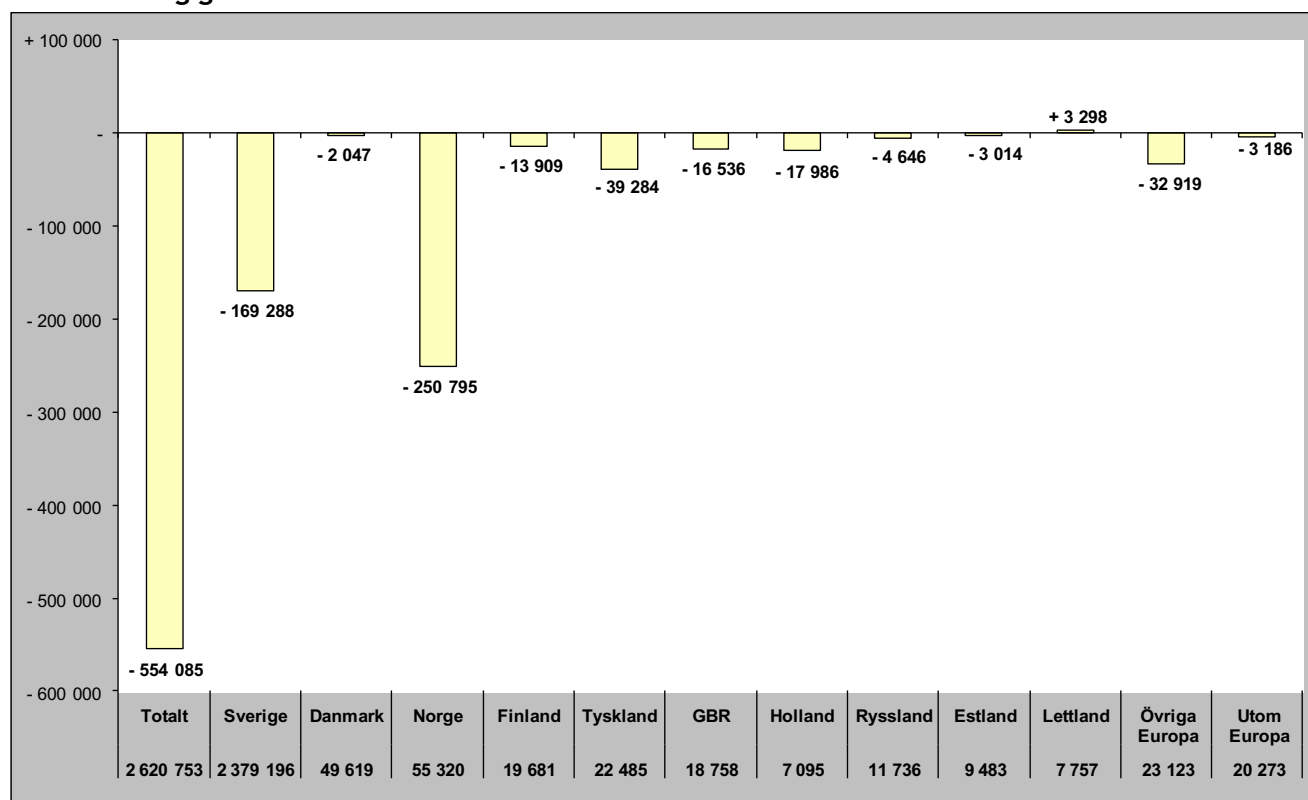 + 100 000
-
- 100 000
- 200 000
- 300 000
- 400 000
- 500 000
- 600 000
- 554 085
- 169 288
- 2 047
- 250 795
- 13 909
- 39 284
- 16 536
- 17 986
- 4 646
- 3 014
+ 3 298
- 32 919
- 3 186
Totalt Sverige Danmark Norge Finland Tyskland GBR Holland Ryssland Estland Lettland Övriga Europa Utom Europa
2 620 753 2 379 196 49 619 55 320 19 681 22 485 18 758 7 095 11 736 9 483 7 757 23 123 20 273